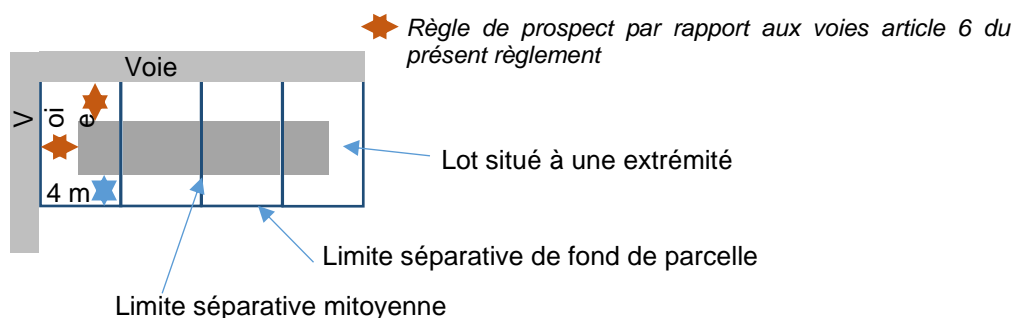 Règle de prospect par rapport aux voies article 6 du
présent règlement
Voie
V
oi
e
Lot situé à une extrémité
4 m
Limite séparative de fond de parcelle
Limite séparative mitoyenne